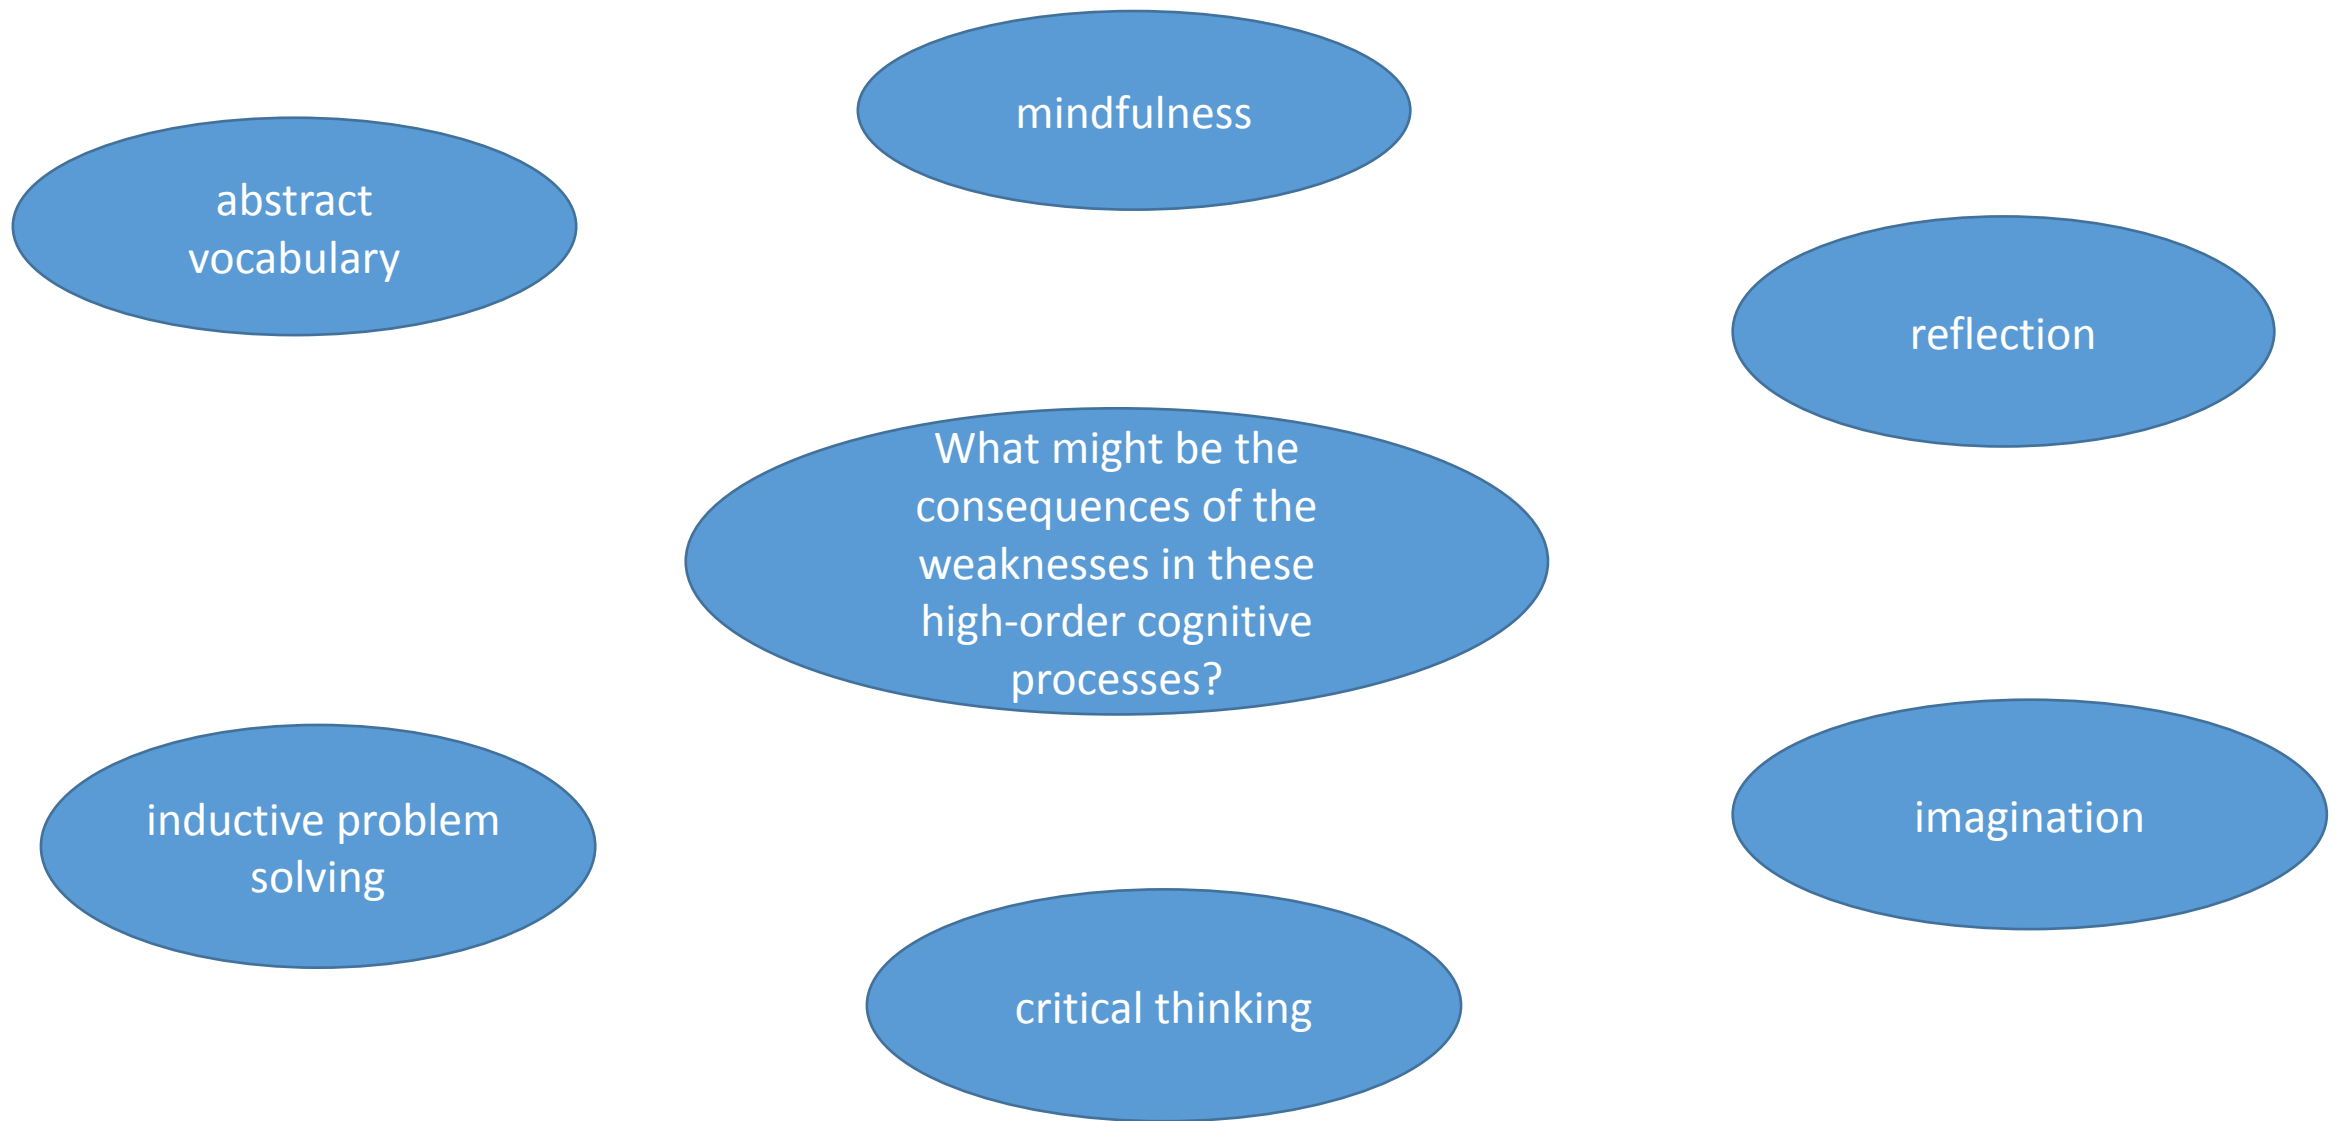 mindfulness
abstract
vocabulary
reflection
What might be the
consequences of the
weaknesses in these
high-order cognitive
processes?
inductive problem
solving
imagination
critical thinking